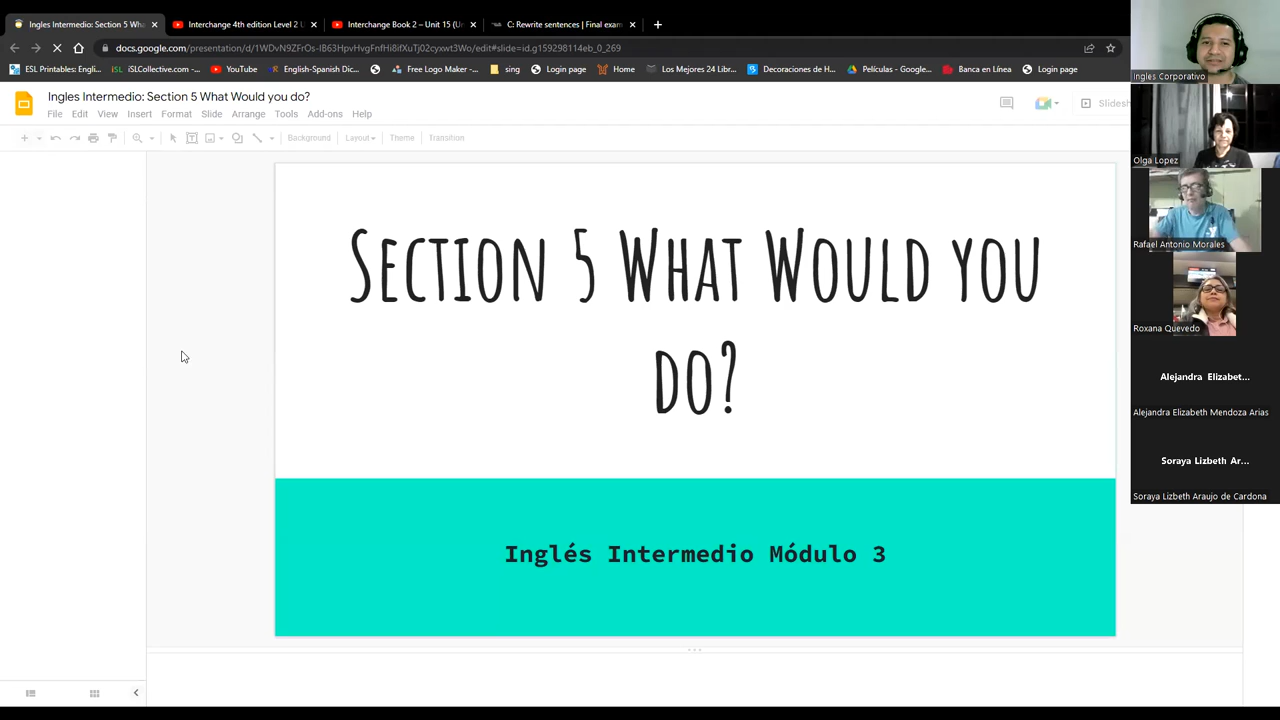 Ingles Intermedio: Section 5 Wha
Interchange 4th edition Level 2 U
Interchange Book 2 – Unit 15 (Un
C: Rewrite sentences | Final exam
docs.google.com/presentation/d/1WDvN9ZFrOs-IB63HpvHvgFnfHi8ifXuTj02cyxwt3Wo/edit#slide=id.g159298114eb_0_269
ESL Printables: Engli...
iSLCollective.com -...
YouTube
English-Spanish Dic...
Free Logo Maker -...
sing
Login page
Home
Los Mejores 24 Libr...
Decoraciones de H...
Películas - Google...
Banca en Línea
Login page
Ingles Intermedio: Section 5 What Would you do?
File Edit View Insert Format Slide Arrange Tools Add-ons Help
Slidesh
Background Layout Theme Transition
Section 5 What Would you
do?
Inglés Intermedio Módulo 3
Ingles Corporativo
Olga Lopez
Rafael Antonio Morales
Roxana Quevedo
Alejandra Elizabet...
Alejandra Elizabeth Mendoza Arias
Soraya Lizbeth Ar...
Soraya Lizbeth Araujo de Cardona